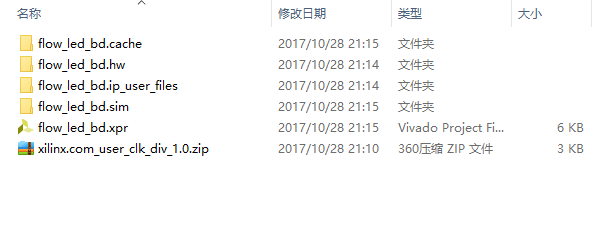 名称 修改日期 类型 大小
flow_led_bd.cache 2017/10/28 21:15 文件夹
flow_led_bd.hw 2017/10/28 21:14 文件夹
flow_led_bd.ip_user_files 2017/10/28 21:14 文件夹
flow_led_bd.sim 2017/10/28 21:15 文件夹
flow_led_bd.xpr 2017/10/28 21:15 Vivado Project Fi... 6 KB
xilinx.com_user_clk_div_1.0.zip 2017/10/28 21:10 360压缩 ZIP 文件 3 KB